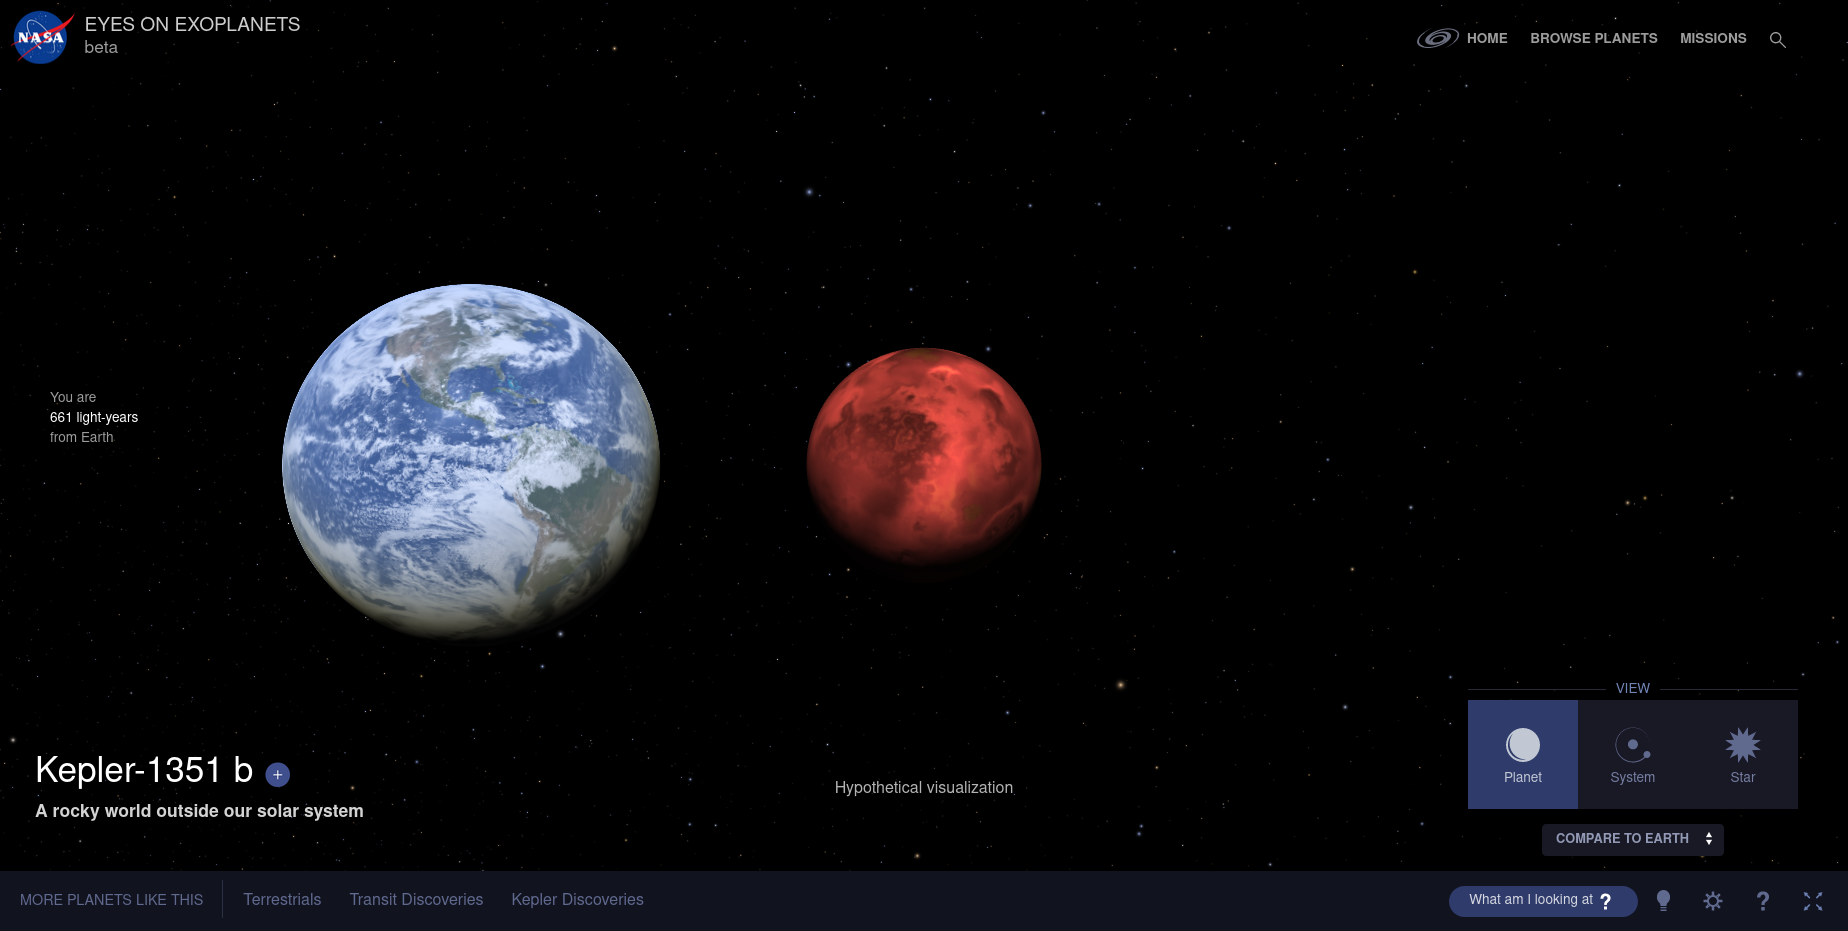 NASA
EYES ON EXOPLANETS
beta
HOME
BROWSE PLANETS
MISSIONS
You are
661 light-years
from Earth
VIEW
Kepler-1351 b +
A rocky world outside our solar system
Hypothetical visualization
Planet
System
Star
COMPARE TO EARTH
MORE PLANETS LIKE THIS
Terrestrials
Transit Discoveries
Kepler Discoveries
What am I looking at ?
?